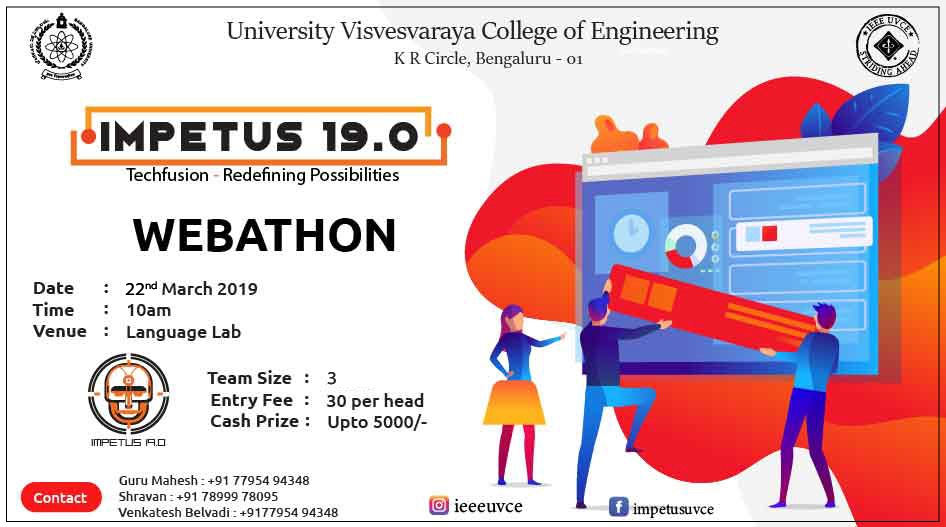 University Visvesvaraya College of Engineering
K R Circle, Bengaluru - 01
IEEE UVCE
STRIDING AHEAD
IMPETUS 19.0
Techfusion - Redefining Possibilities
WEBATHON
Date : 22nd March 2019
Time : 10am
Venue : Language Lab
IMPETUS 19.0
Team Size : 3
Entry Fee : 30 per head
Cash Prize : Upto 5000/-
Contact
Guru Mahesh : +91 77954 94348
Shravan : +91 78999 78095
Venkatesh Belvadi : +9177954 94348
ieeeuvce
impetusuvce